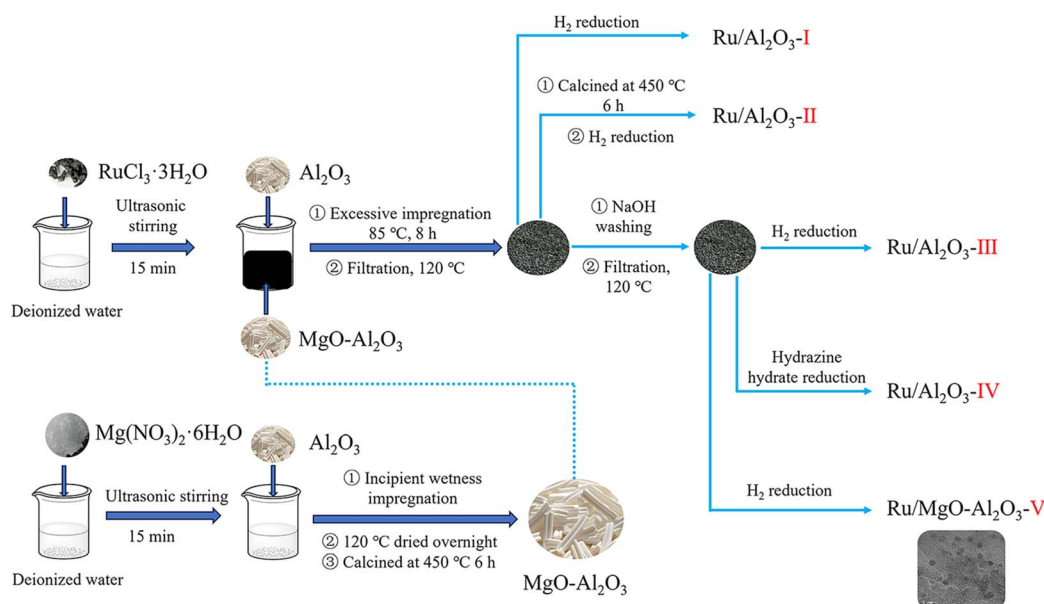 H₂ reduction
Ru/Al₂O₃-I
① Calcined at 450 ℃
6 h
② H₂ reduction
Ru/Al₂O₃-II
RuCl₃·3H₂O
Ultrasonic
stirring
15 min
Deionized water
Al₂O₃
① Excessive impregnation
85 ℃, 8 h
② Filtration, 120 ℃
① NaOH
washing
② Filtration,
120 ℃
H₂ reduction
Ru/Al₂O₃-III
MgO-Al₂O₃
Hydrazine
hydrate reduction
Ru/Al₂O₃-IV
Mg(NO₃)₂·6H₂O
Ultrasonic stirring
15 min
Deionized water
Al₂O₃
① Incipient wetness
impregnation
② 120 ℃ dried overnight
③ Calcined at 450 ℃ 6 h
MgO-Al₂O₃
H₂ reduction
Ru/MgO-Al₂O₃-V